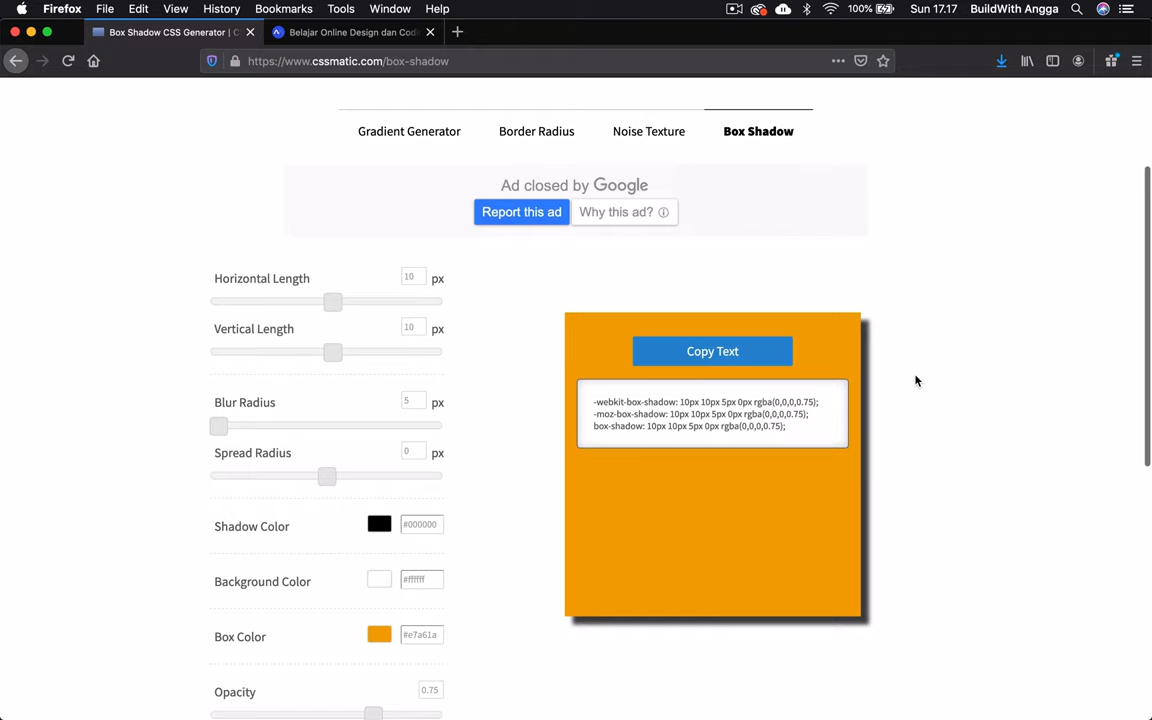 Firefox File Edit View History Bookmarks Tools Window Help 100% Sun 17.17 BuildWith Angga
Box Shadow CSS Generator | C
Belajar Online Design dan Cod
https://www.cssmatic.com/box-shadow
Gradient Generator Border Radius Noise Texture Box Shadow
Ad closed by Google
Report this ad Why this ad?
Horizontal Length 10 px
Vertical Length 10 px
Blur Radius 5 px
Spread Radius 0 px
Shadow Color #000000
Background Color #ffffff
Box Color #e7a61a
Opacity 0.75
Copy Text
-webkit-box-shadow: 10px 10px 5px 0px rgba(0,0,0,0.75);
-moz-box-shadow: 10px 10px 5px 0px rgba(0,0,0,0.75);
box-shadow: 10px 10px 5px 0px rgba(0,0,0,0.75);